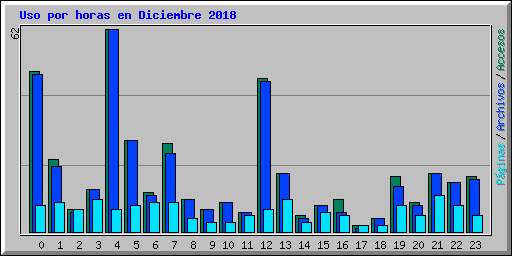 Uso por horas en Diciembre 2018
62
Páginas / Archivos / Accesos
0 1 2 3 4 5 6 7 8 9 10 11 12 13 14 15 16 17 18 19 20 21 22 23